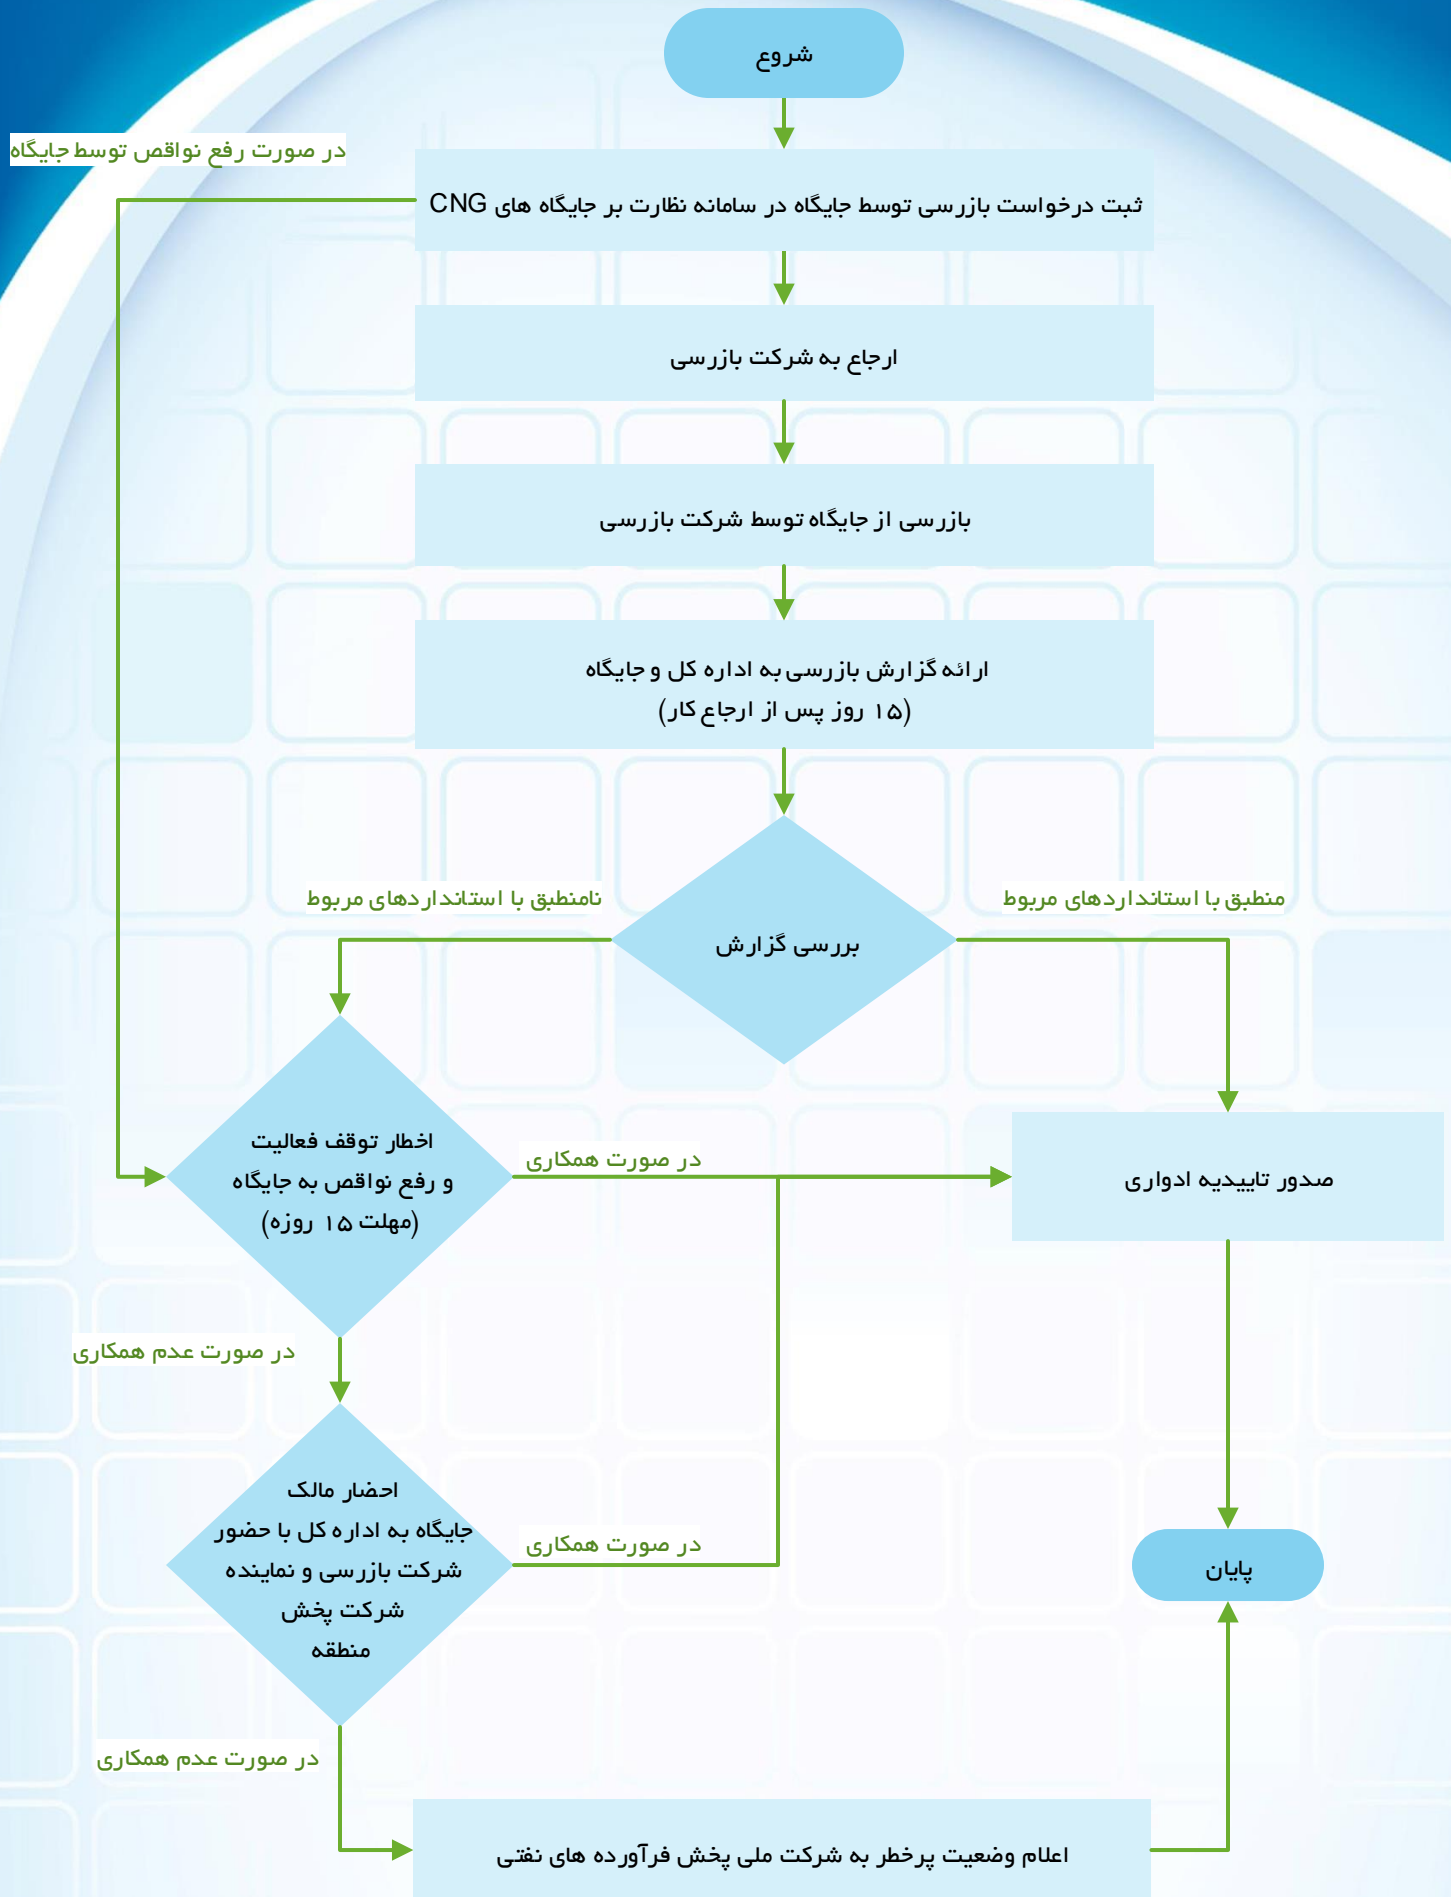 شروع
در صورت رفع نواقص توسط جایگاه
ثبت درخواست بازرسی توسط جایگاه در سامانه نظارت بر جایگاه های CNG
ارجاع به شرکت بازرسی
بازرسی از جایگاه توسط شرکت بازرسی
ارائه گزارش بازرسی به اداره کل و جایگاه
(۱۵ روز پس از ارجاع کار)
منطبق با استانداردهای مربوط
نامنطبق با استانداردهای مربوط
بررسی گزارش
اخطار توقف فعالیت
و رفع نواقص به جایگاه
(مهلت ۱۵ روزه)
در صورت همکاری
صدور تاییدیه ادواری
در صورت عدم همکاری
احضار مالک
جایگاه به اداره کل با حضور
شرکت بازرسی و نماینده
شرکت پخش
منطقه
در صورت همکاری
پایان
در صورت عدم همکاری
اعلام وضعیت پرخطر به شرکت ملی پخش فرآورده های نفتی